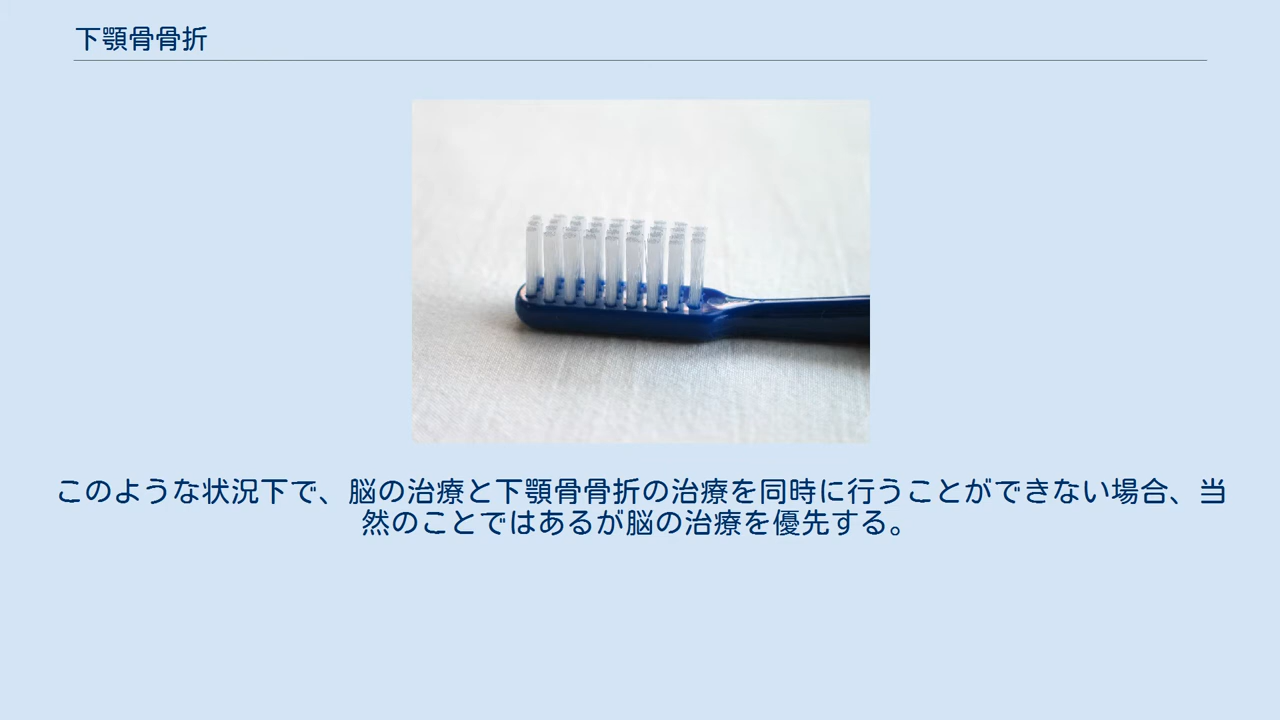 下顎骨骨折
このような状況下で、脳の治療と下顎骨骨折の治療を同時に行うことができない場合、当
然のことではあるが脳の治療を優先する。